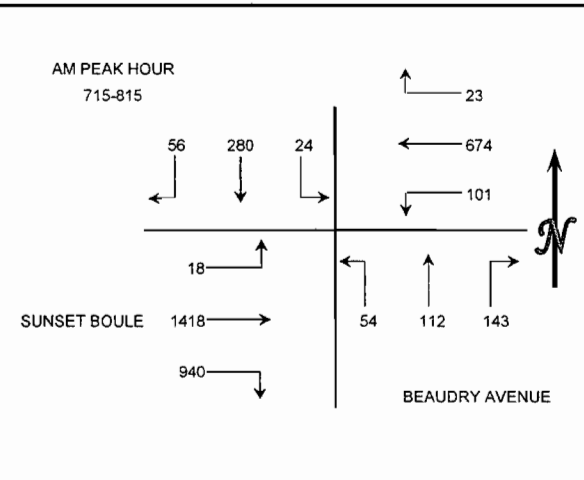 AM PEAK HOUR
715-815
23
56 280 24
674
101
N
18
SUNSET BOULE 1418
54 112 143
940
BEAUDRY AVENUE